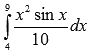 ∫₄⁹ x² sin x / 10 dx